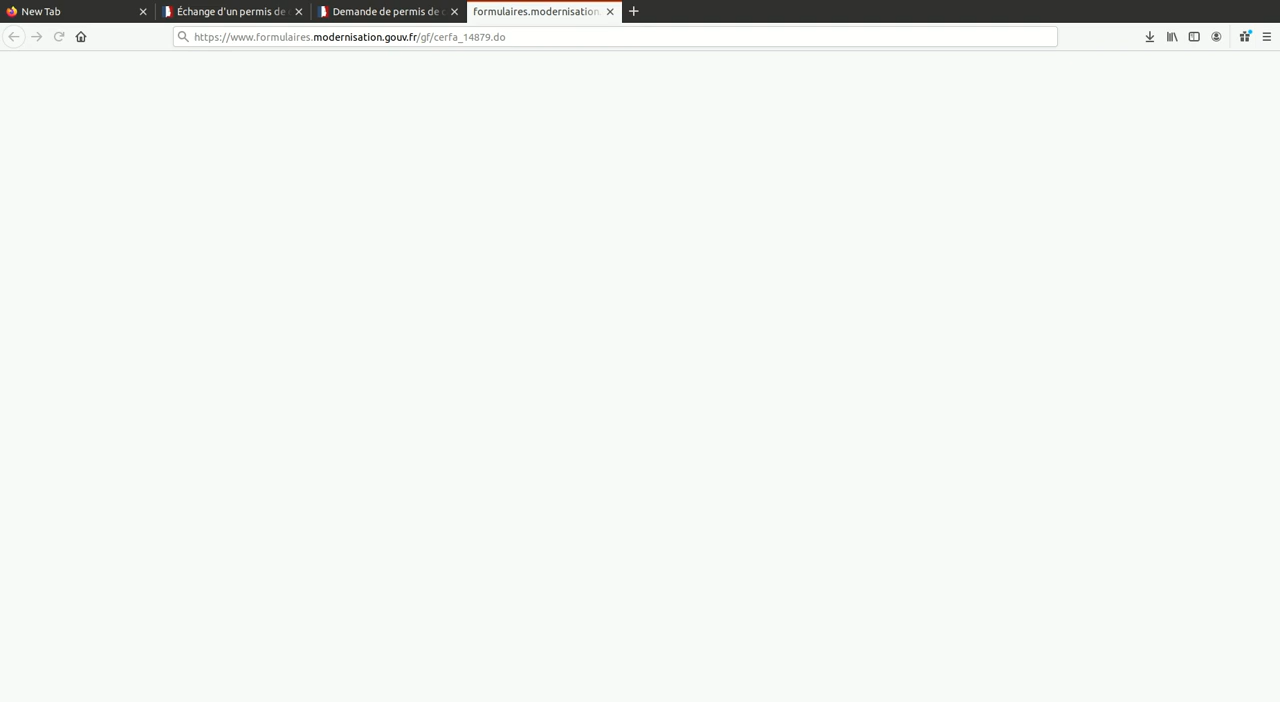 New Tab
Échange d'un permis de
Demande de permis de c
formulaires.modernisation.
https://www.formulaires.modernisation.gouv.fr/gf/cerfa_14879.do